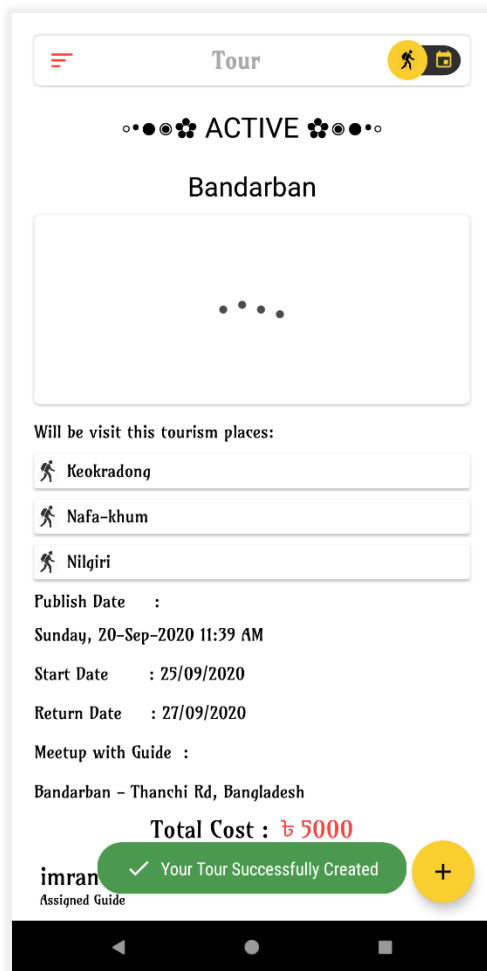 Tour
ACTIVE
Bandarban
Will be visit this tourism places:
Keokradong
Nafa-khum
Nilgiri
Publish Date :
Sunday, 20-Sep-2020 11:39 AM
Start Date : 25/09/2020
Return Date : 27/09/2020
Meetup with Guide :
Bandarban - Thanchi Rd, Bangladesh
Total Cost : ৳ 5000
imran
Your Tour Successfully Created
+
Assigned Guide